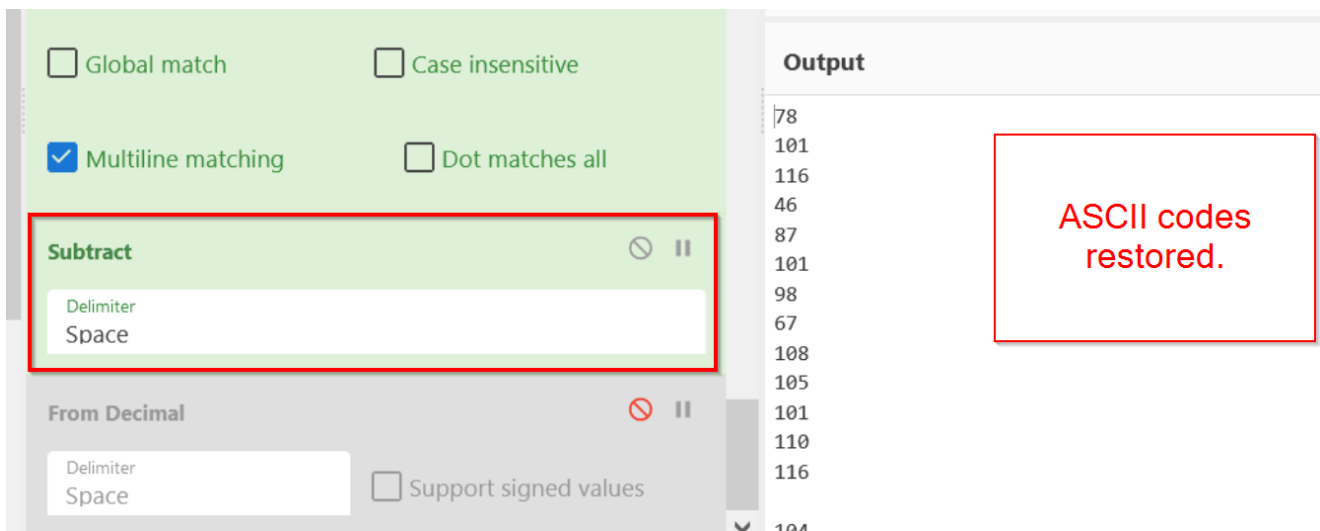 Global match
Case insensitive
Multiline matching
Dot matches all
Subtract
Delimiter
Space
From Decimal
Delimiter
Space
Support signed values
Output
78
101
116
46
87
101
98
67
108
105
101
110
116
104
ASCII codes
restored.